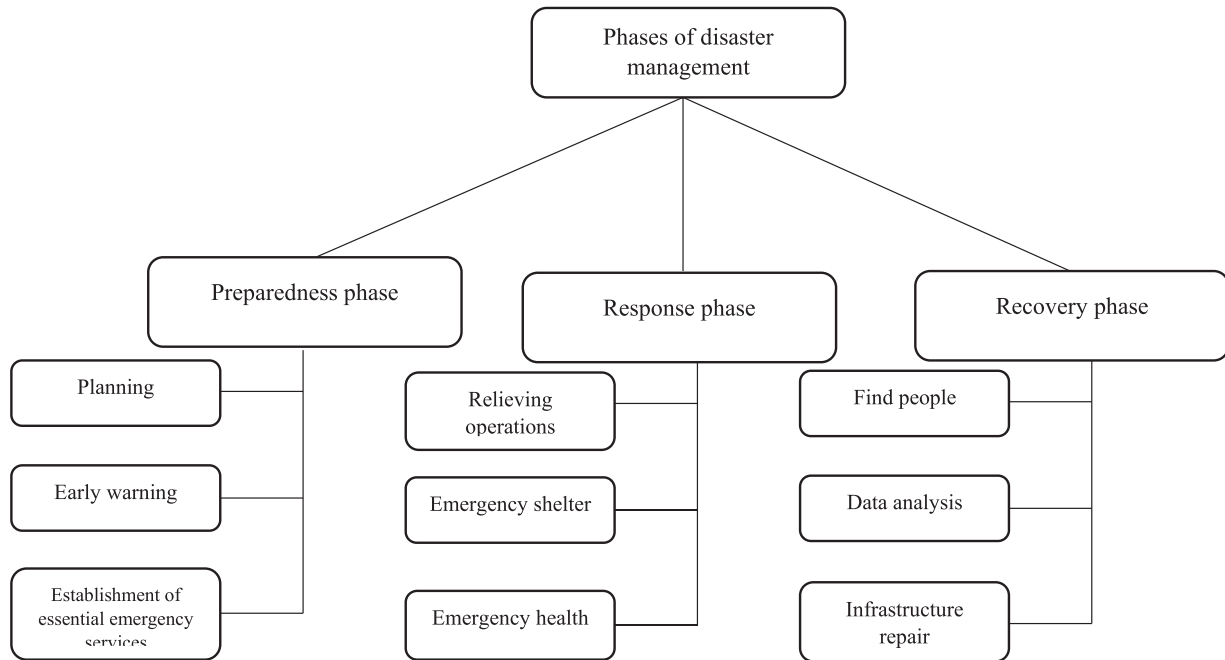 Phases of disaster
management
Preparedness phase
Planning
Early warning
Establishment of
essential emergency
services
Response phase
Relieving
operations
Emergency shelter
Emergency health
Recovery phase
Find people
Data analysis
Infrastructure
repair